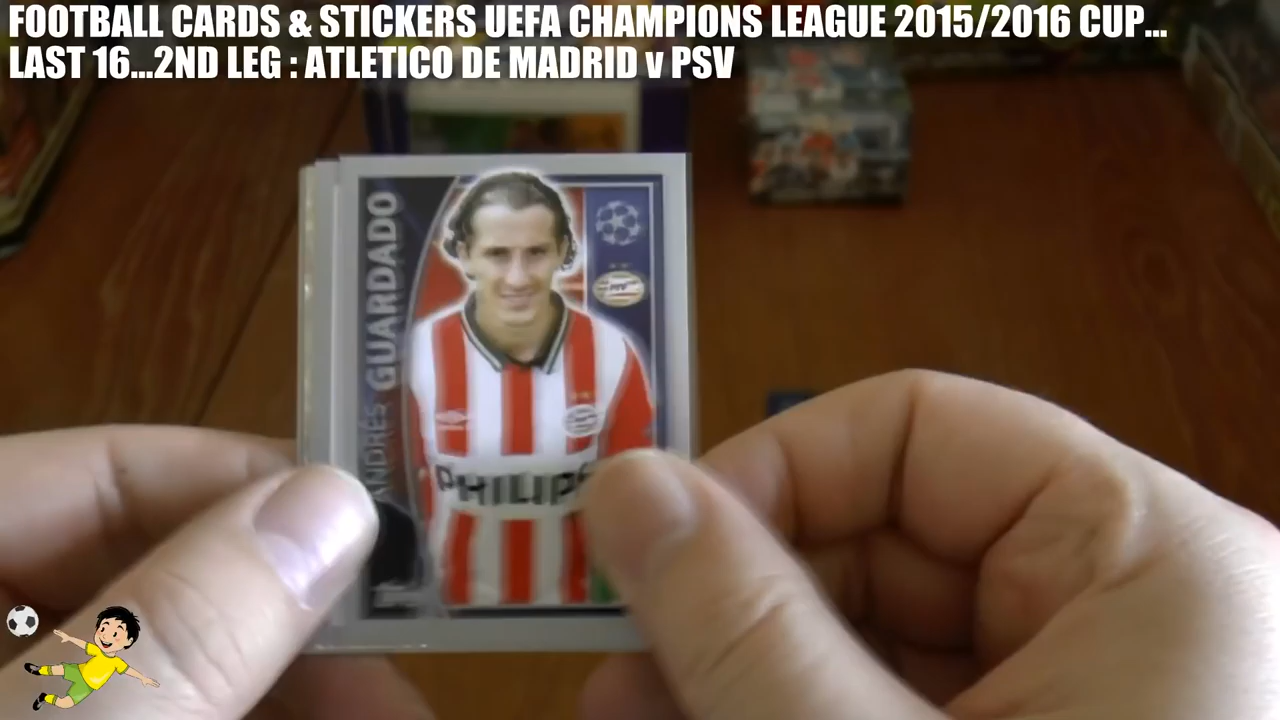 FOOTBALL CARDS & STICKERS UEFA CHAMPIONS LEAGUE 2015/2016 CUP...
LAST 16...2ND LEG : ATLETICO DE MADRID v PSV
ANDRÉS GUARDADO
PSV
PHILIPS